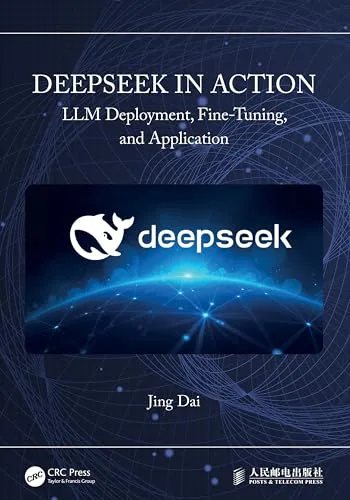 DEEPSEEK IN ACTION
LLM Deployment, Fine-Tuning,
and Application
deepseek
Jing Dai
CRC
CRC Press
Taylor & Francis Group
人民邮电出版社
POSTS & TELECOM PRESS